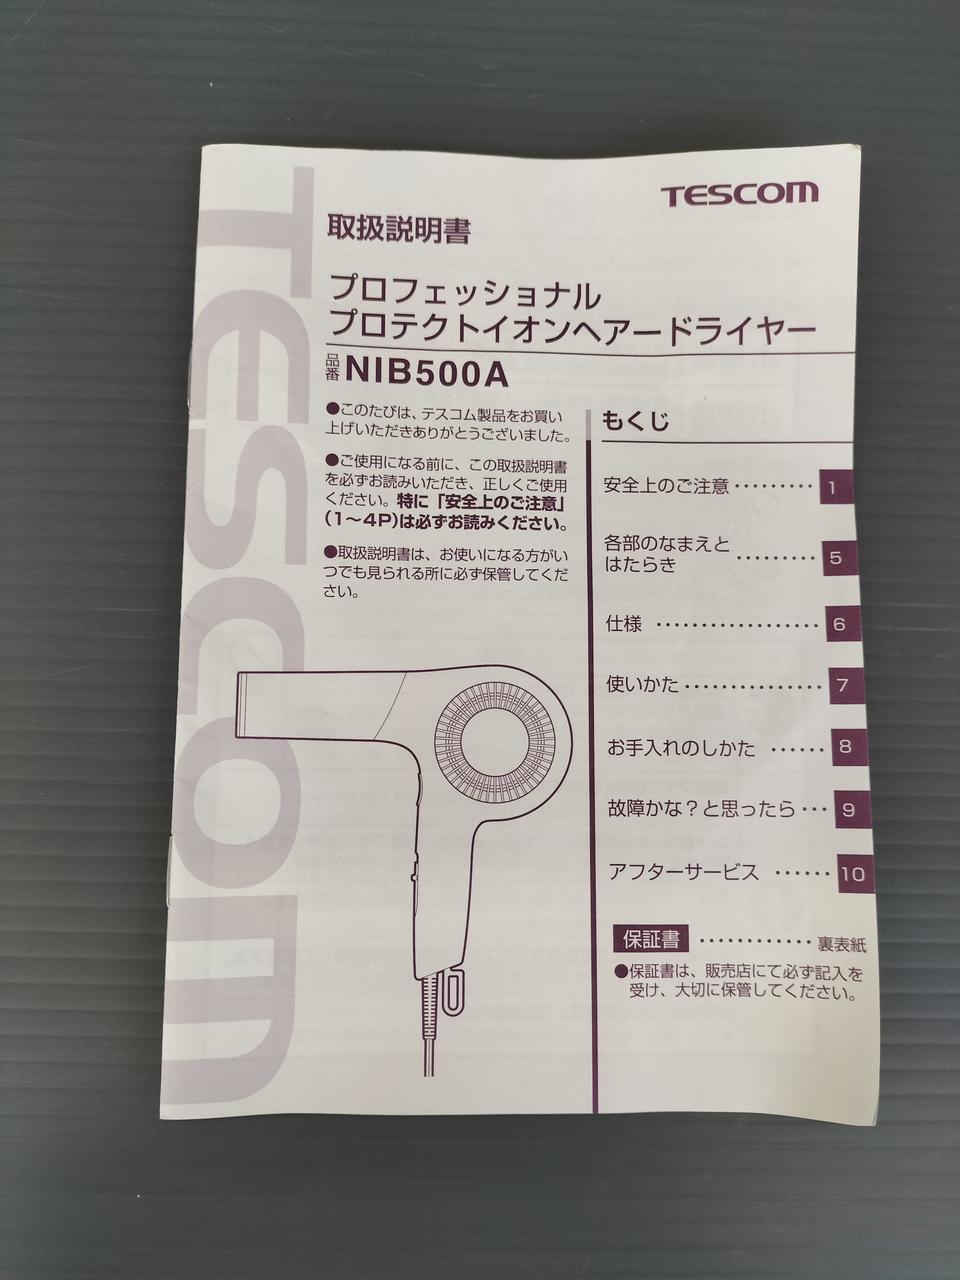 TESCOM
TESCOM
取扱説明書
プロフェッショナル
プロテクトイオンヘアードライヤー
品番 NIB500A
●このたびは、テスコム製品をお買い
上げいただきありがとうございました。
●ご使用になる前に、この取扱説明書
を必ずお読みいただき、正しくご使用
ください。特に「安全上のご注意」
(1〜4P)は必ずお読みください。
●取扱説明書は、お使いになる方がい
つでも見られる所に必ず保管してくだ
さい。
もくじ
安全上のご注意 ········· 1
各部のなまえと
はたらき ········· 5
仕様 ·················· 6
使いかた ··············· 7
お手入れのしかた ······ 8
故障かな？と思ったら ··· 9
アフターサービス ······ 10
保証書 ············ 裏表紙
●保証書は、販売店にて必ず記入を
受け、大切に保管してください。